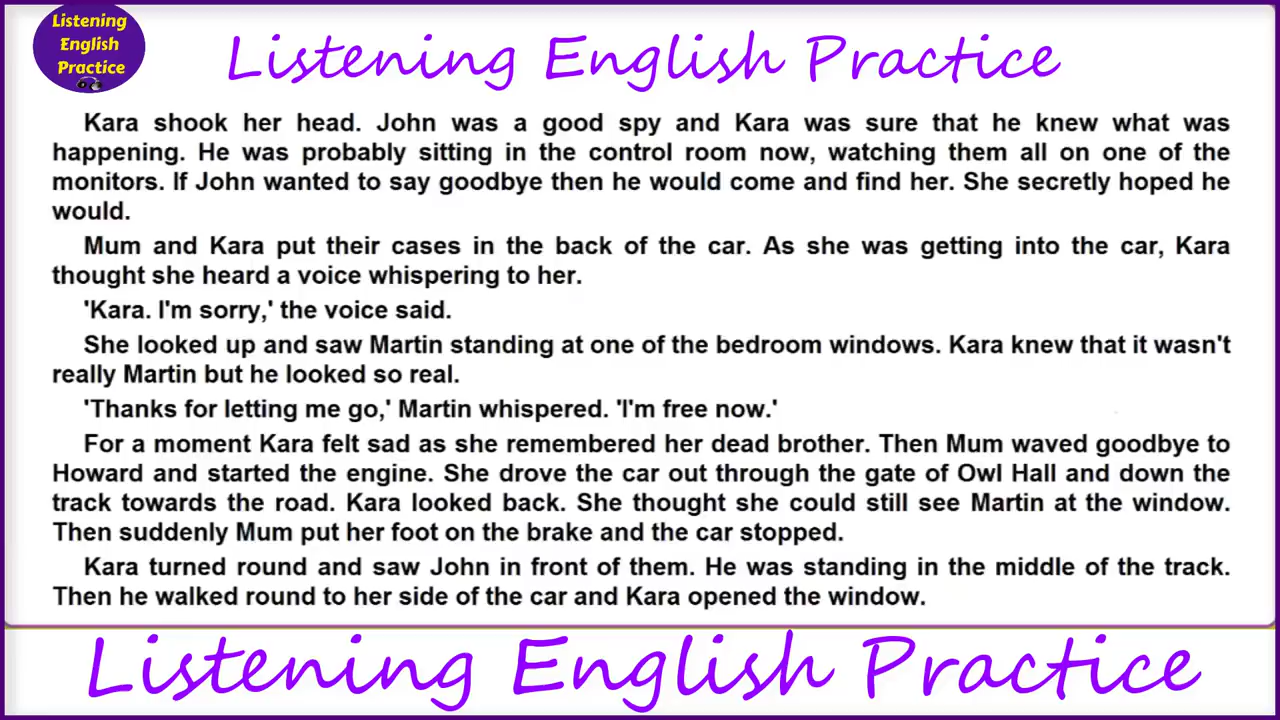 Listening
English
Practice
Listening English Practice
Kara shook her head. John was a good spy and Kara was sure that he knew what was
happening. He was probably sitting in the control room now, watching them all on one of the
monitors. If John wanted to say goodbye then he would come and find her. She secretly hoped he
would.
Mum and Kara put their cases in the back of the car. As she was getting into the car, Kara
thought she heard a voice whispering to her.
'Kara. I'm sorry,' the voice said.
She looked up and saw Martin standing at one of the bedroom windows. Kara knew that it wasn't
really Martin but he looked so real.
'Thanks for letting me go,' Martin whispered. 'I'm free now.'
For a moment Kara felt sad as she remembered her dead brother. Then Mum waved goodbye to
Howard and started the engine. She drove the car out through the gate of Owl Hall and down the
track towards the road. Kara looked back. She thought she could still see Martin at the window.
Then suddenly Mum put her foot on the brake and the car stopped.
Kara turned round and saw John in front of them. He was standing in the middle of the track.
Then he walked round to her side of the car and Kara opened the window.
Listening English Practice